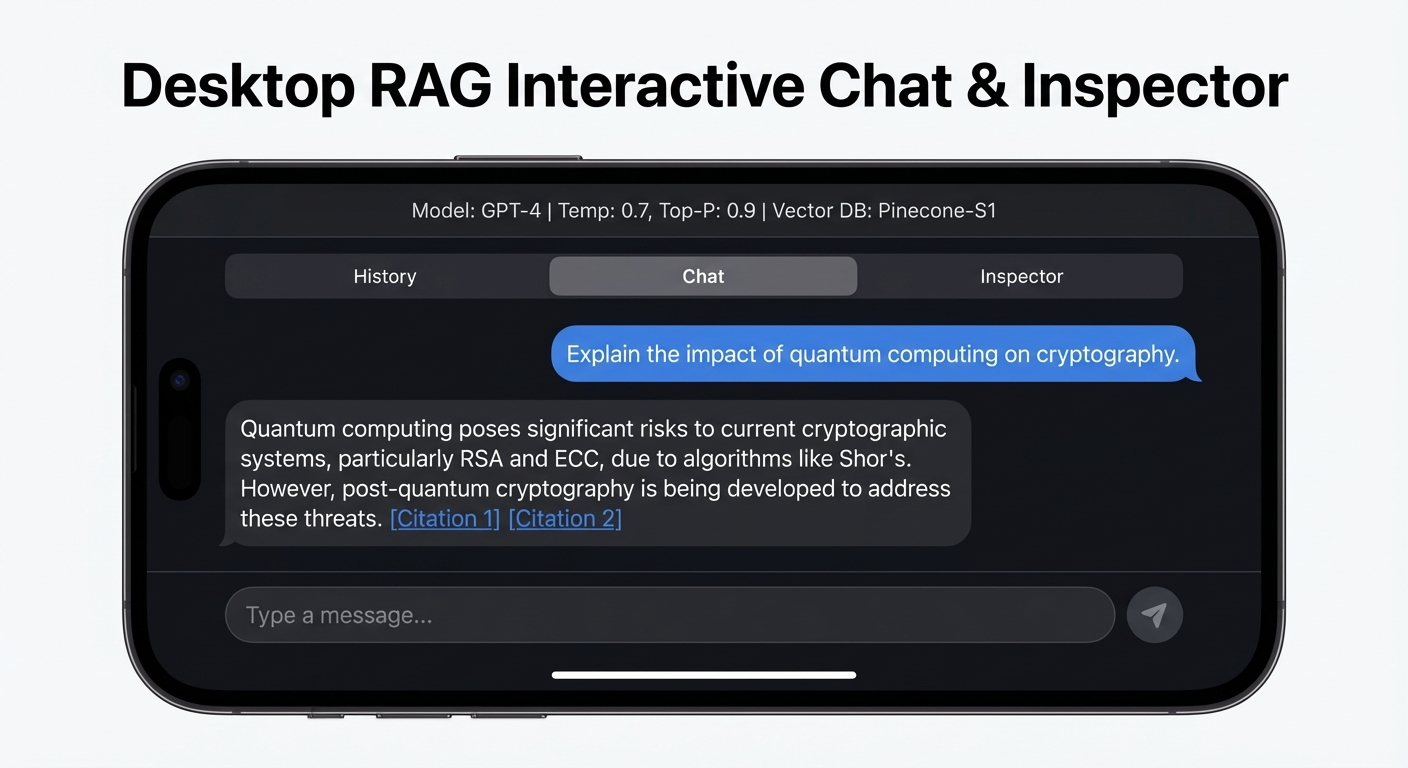 Desktop RAG Interactive Chat & Inspector
Model: GPT-4 | Temp: 0.7, Top-P: 0.9 | Vector DB: Pinecone-S1
History
Chat
Inspector
Explain the impact of quantum computing on cryptography.
Quantum computing poses significant risks to current cryptographic
systems, particularly RSA and ECC, due to algorithms like Shor's.
However, post-quantum cryptography is being developed to address
these threats. [Citation 1] [Citation 2]
Type a message...